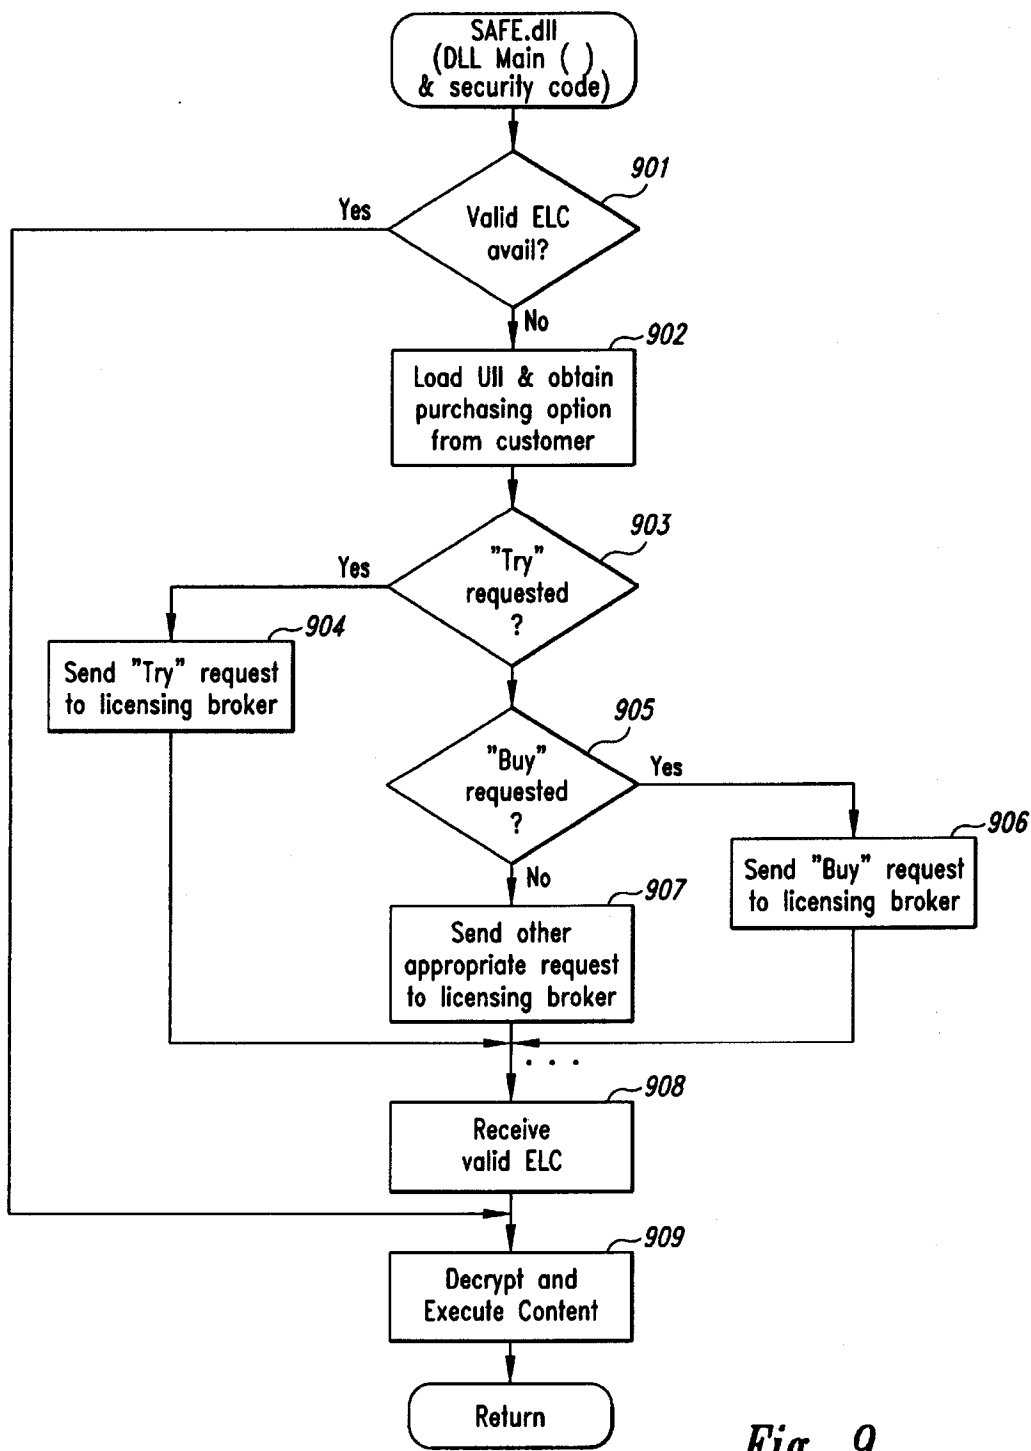 SAFE.dll
(DLL Main ( )
& security code)
901
Yes
Valid ELC
avail?
No
902
Load UII & obtain
purchasing option
from customer
903
Yes
"Try"
requested
?
904
Send "Try" request
to licensing broker
905
"Buy"
requested
?
Yes
906
Send "Buy" request
to licensing broker
No
907
Send other
appropriate request
to licensing broker
. . .
908
Receive
valid ELC
909
Decrypt and
Execute Content
Return
Fig. 9